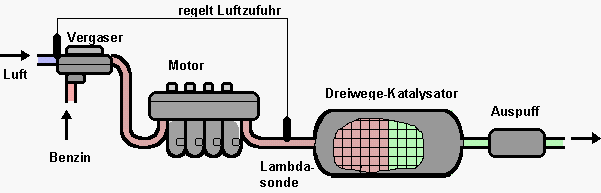 regelt Luftzufuhr
Vergaser
Luft
Motor
Dreiwege-Katalysator
Auspuff
Benzin
Lambda-
sonde